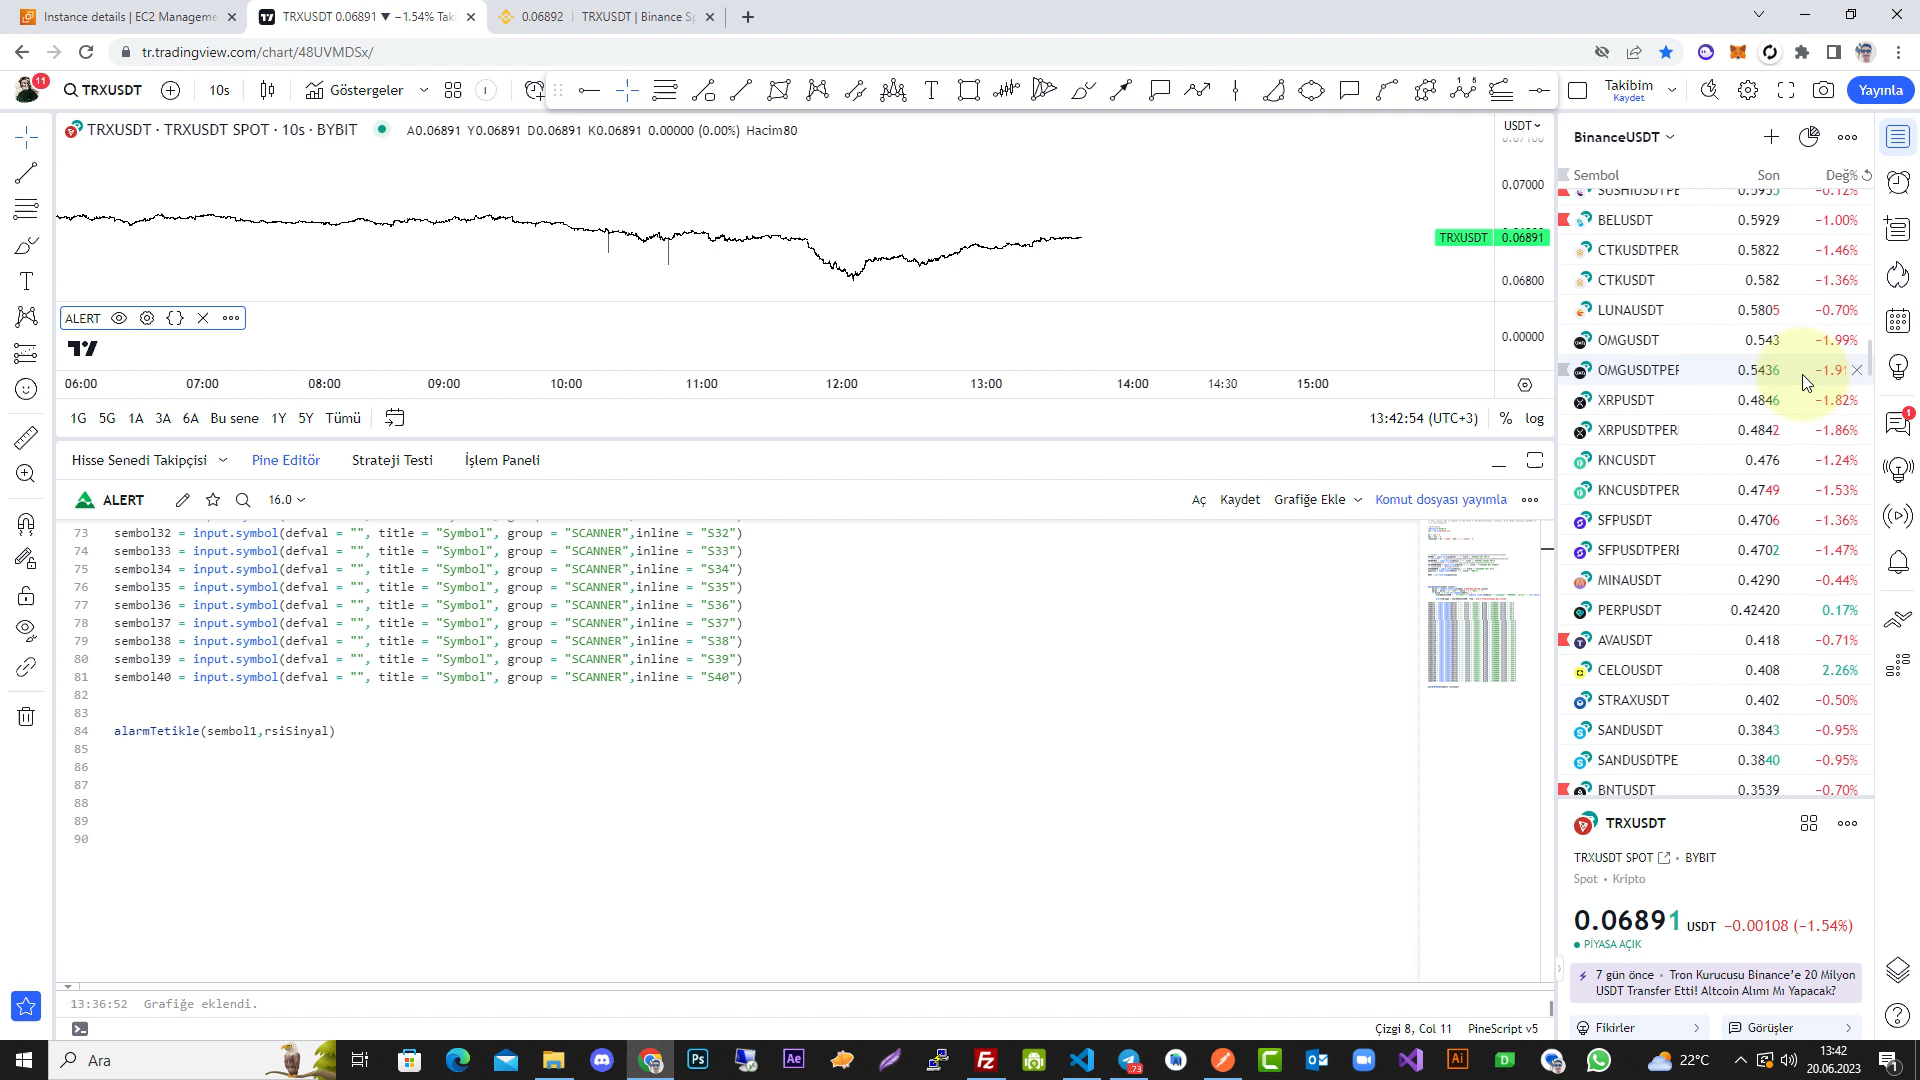 Instance details | EC2 Manageme
TRXUSDT 0.06891 ▼ −1.54% Taki
0.06892 | TRXUSDT | Binance Sp
tr.tradingview.com/chart/48UVMDSx/
11
TRXUSDT
10s
Göstergeler
Takibim
Kaydet
Yayınla
TRXUSDT · TRXUSDT SPOT · 10s · BYBIT
A0.06891 Y0.06891 D0.06891 K0.06891 0.00000 (0.00%) Hacim80
USDT
0.07100
0.07000
TRXUSDT 0.06891
0.06800
ALERT
0.00000
06:00 07:00 08:00 09:00 10:00 11:00 12:00 13:00 14:00 14:30 15:00
1G 5G 1A 3A 6A Bu sene 1Y 5Y Tümü
13:42:54 (UTC+3) % log
Hisse Senedi Takipçisi Pine Editör Strateji Testi İşlem Paneli
ALERT 16.0
Aç Kaydet Grafiğe Ekle Komut dosyası yayımla
73 sembol32 = input.symbol(defval = "", title = "Symbol", group = "SCANNER",inline = "S32")
74 sembol33 = input.symbol(defval = "", title = "Symbol", group = "SCANNER",inline = "S33")
75 sembol34 = input.symbol(defval = "", title = "Symbol", group = "SCANNER",inline = "S34")
76 sembol35 = input.symbol(defval = "", title = "Symbol", group = "SCANNER",inline = "S35")
77 sembol36 = input.symbol(defval = "", title = "Symbol", group = "SCANNER",inline = "S36")
78 sembol37 = input.symbol(defval = "", title = "Symbol", group = "SCANNER",inline = "S37")
79 sembol38 = input.symbol(defval = "", title = "Symbol", group = "SCANNER",inline = "S38")
80 sembol39 = input.symbol(defval = "", title = "Symbol", group = "SCANNER",inline = "S39")
81 sembol40 = input.symbol(defval = "", title = "Symbol", group = "SCANNER",inline = "S40")
82
83
84 alarmTetikle(sembol1,rsiSinyal)
85
86
87
88
89
90
13:36:52 Grafiğe eklendi.
Çizgi 8, Col 11 PineScript v5
BinanceUSDT
Sembol Son Değ%
SUSHIUSDTPE 0.5955 −0.12%
BELUSDT 0.5929 −1.00%
CTKUSDTPER 0.5822 −1.46%
CTKUSDT 0.582 −1.36%
LUNAUSDT 0.5805 −0.70%
OMGUSDT 0.543 −1.99%
OMGUSDTPER 0.5436 −1.91
XRPUSDT 0.4846 −1.82%
XRPUSDTPER 0.4842 −1.86%
KNCUSDT 0.476 −1.24%
KNCUSDTPER 0.4749 −1.53%
SFPUSDT 0.4706 −1.36%
SFPUSDTPER 0.4702 −1.47%
MINAUSDT 0.4290 −0.44%
PERPUSDT 0.42420 0.17%
AVAUSDT 0.418 −0.71%
CELOUSDT 0.408 2.26%
STRAXUSDT 0.402 −0.50%
SANDUSDT 0.3843 −0.95%
SANDUSDTPE 0.3840 −0.95%
BNTUSDT 0.3539 −0.70%
TRXUSDT
TRXUSDT SPOT • BYBIT
Spot • Kripto
0.06891 USDT −0.00108 (−1.54%)
PİYASA AÇIK
7 gün önce • Tron Kurucusu Binance’e 20 Milyon
USDT Transfer Etti! Altcoin Alımı Mı Yapacak?
Fikirler
Görüşler
1
Ara
73
22°C
13:42
20.06.2023
1